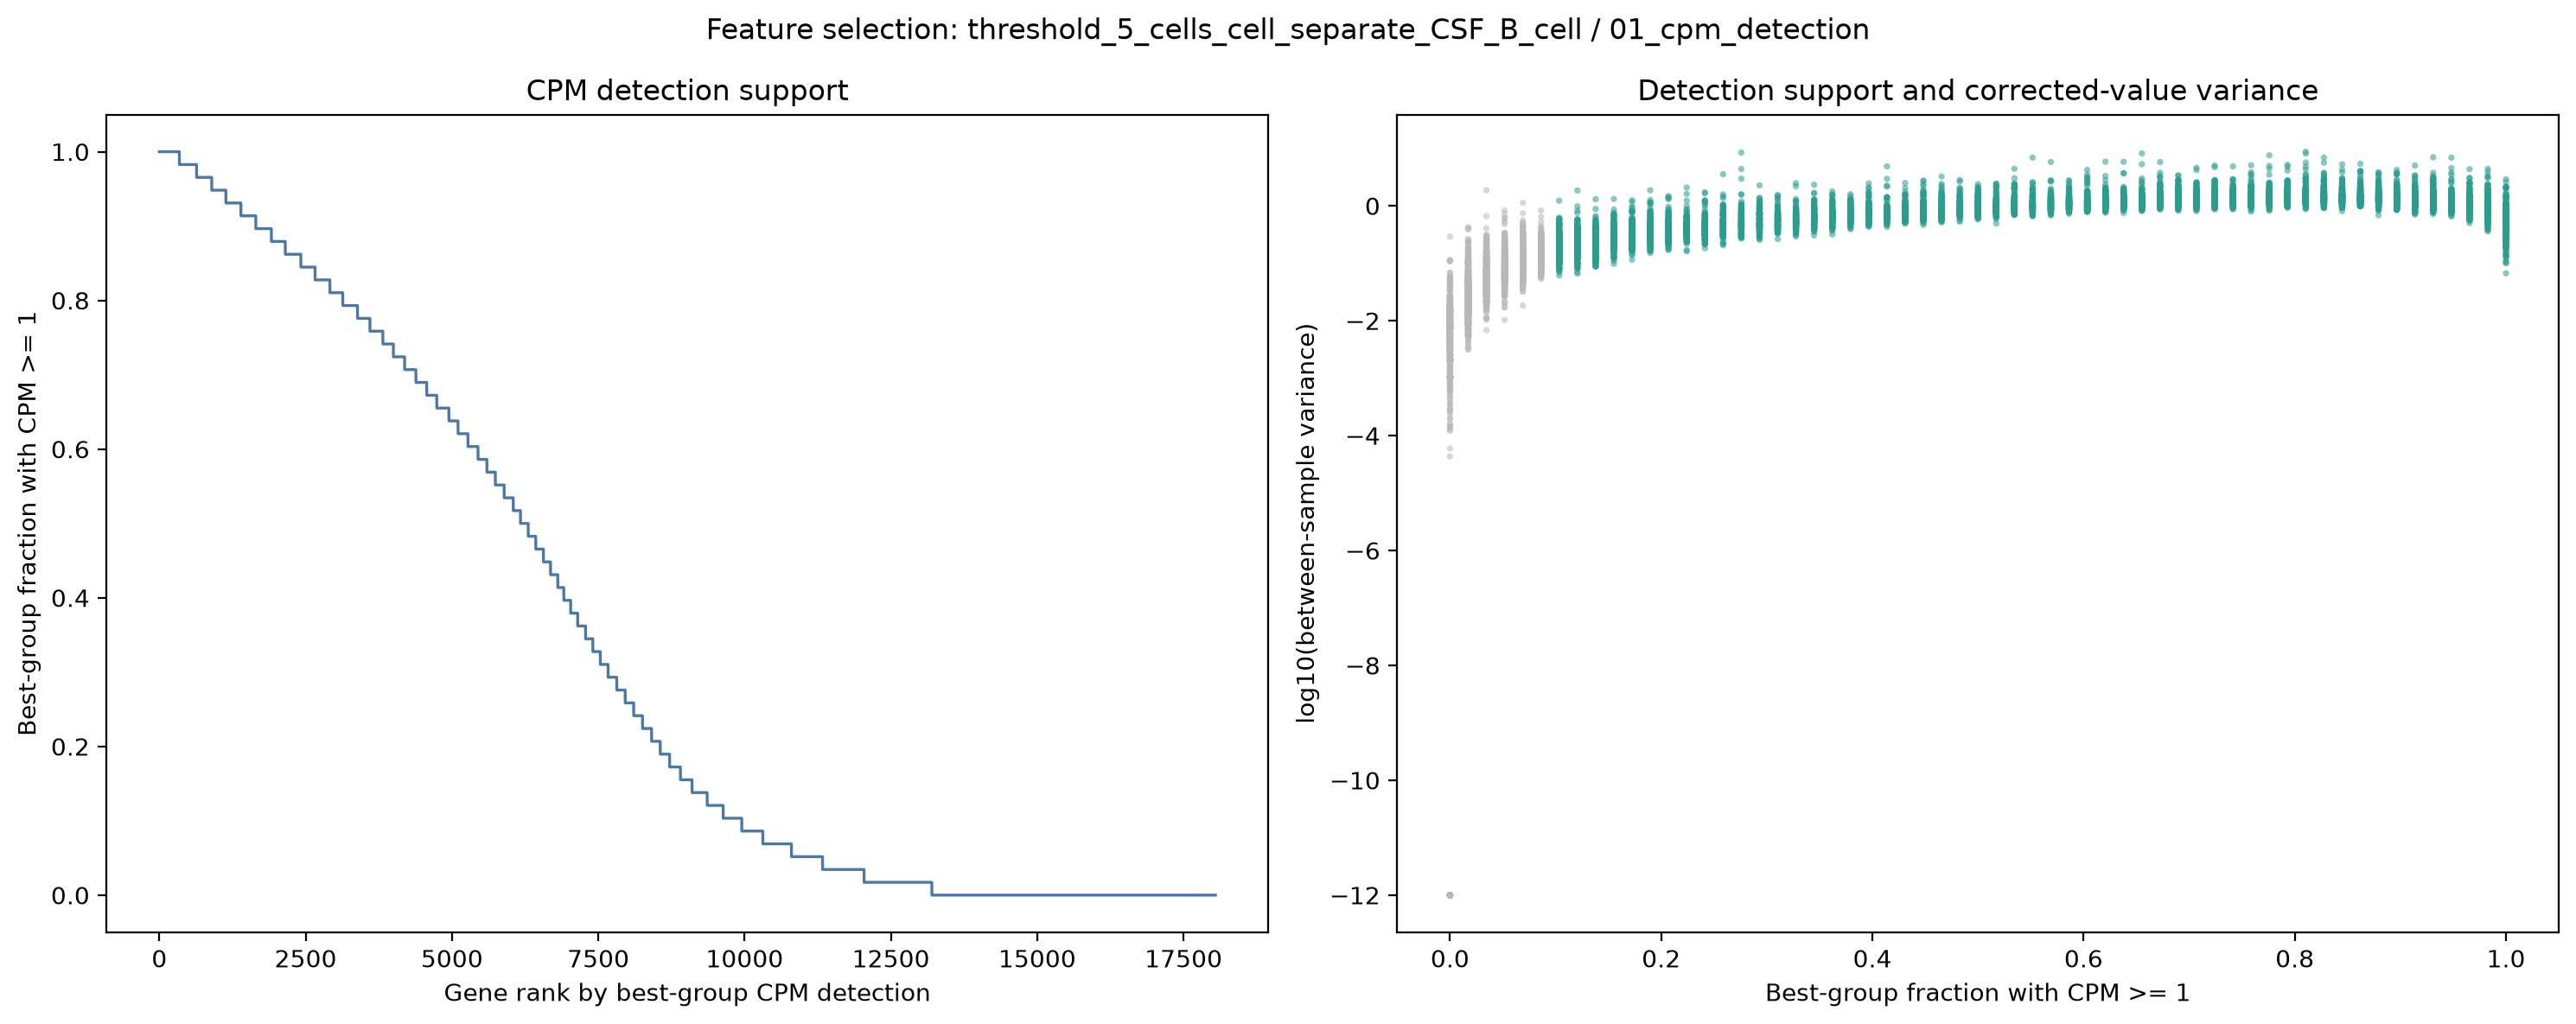 Feature selection: threshold_5_cells_cell_separate_CSF_B_cell / 01_cpm_detection
CPM detection support
Best-group fraction with CPM >= 1
1.0
0.8
0.6
0.4
0.2
0.0
0 2500 5000 7500 10000 12500 15000 17500
Gene rank by best-group CPM detection
Detection support and corrected-value variance
log10(between-sample variance)
0
−2
−4
−6
−8
−10
−12
0.0 0.2 0.4 0.6 0.8 1.0
Best-group fraction with CPM >= 1